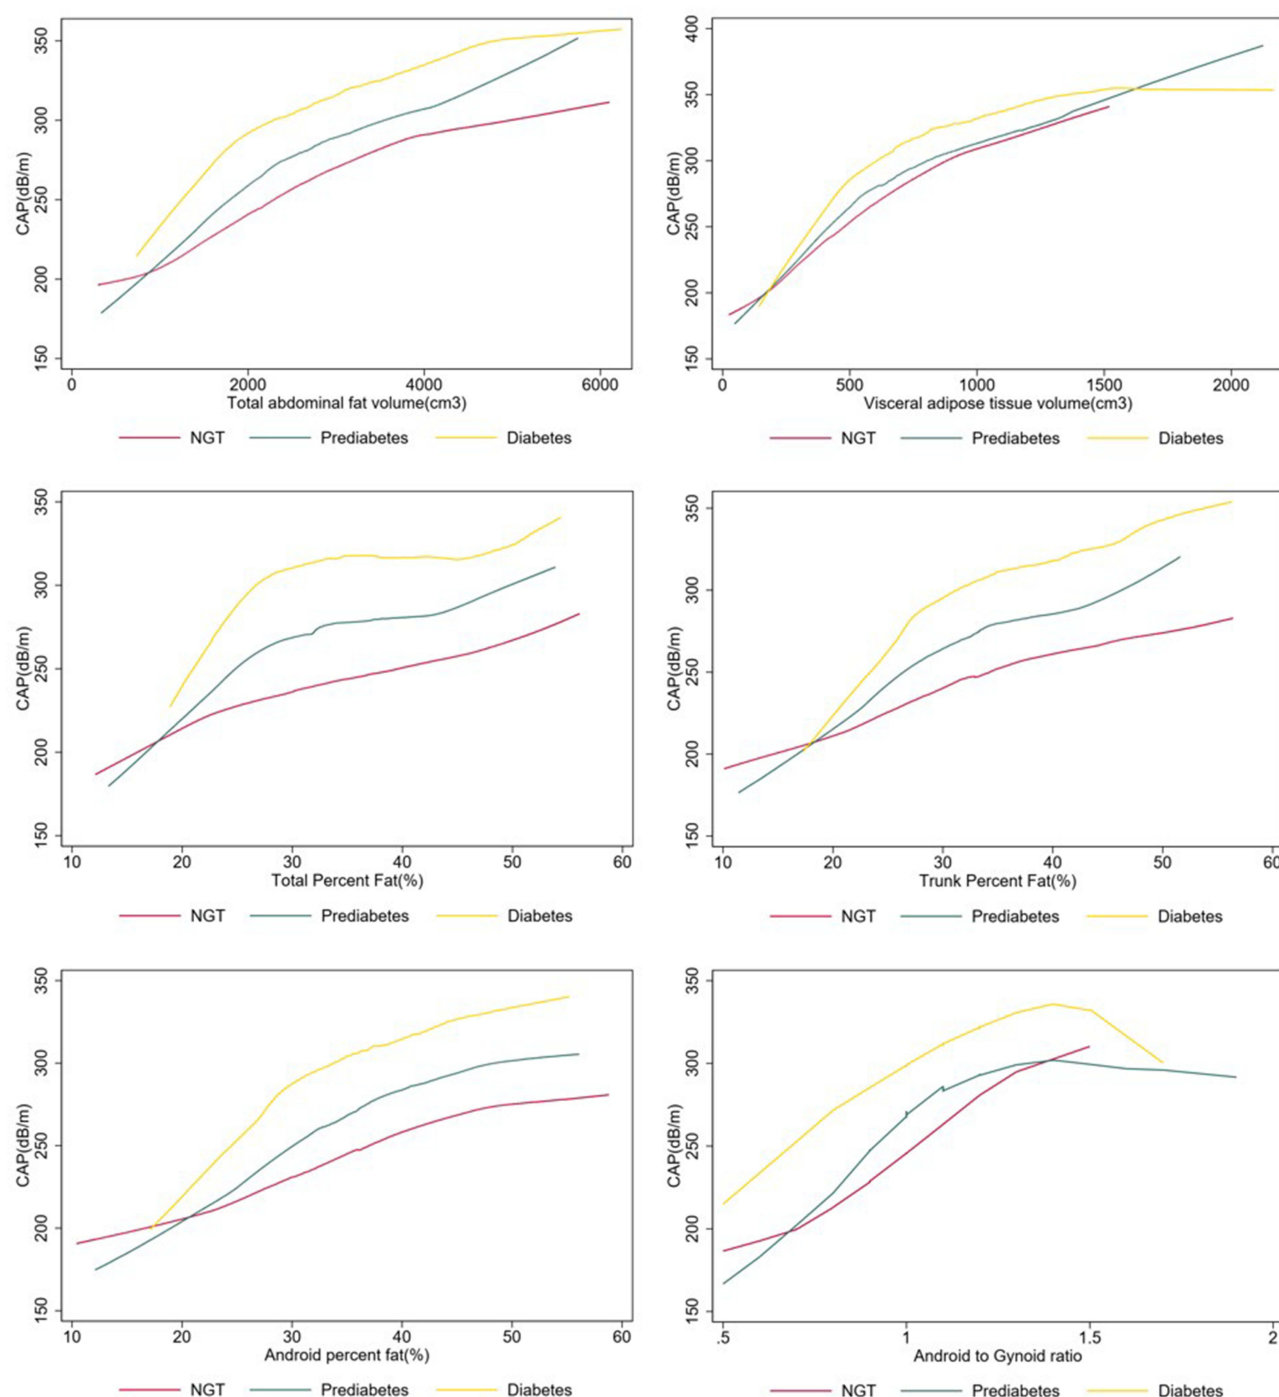 CAP(dB/m)
350
300
250
200
150
0 2000 4000 6000
Total abdominal fat volume(cm3)
NGT Prediabetes Diabetes
CAP(dB/m)
400
350
300
250
200
150
0 500 1000 1500 2000
Visceral adipose tissue volume(cm3)
NGT Prediabetes Diabetes
CAP(dB/m)
350
300
250
200
150
10 20 30 40 50 60
Total Percent Fat(%)
NGT Prediabetes Diabetes
CAP(dB/m)
350
300
250
200
150
10 20 30 40 50 60
Trunk Percent Fat(%)
NGT Prediabetes Diabetes
CAP(dB/m)
350
300
250
200
150
10 20 30 40 50 60
Android percent fat(%)
NGT Prediabetes Diabetes
CAP(dB/m)
350
300
250
200
150
.5 1 1.5 2
Android to Gynoid ratio
NGT Prediabetes Diabetes